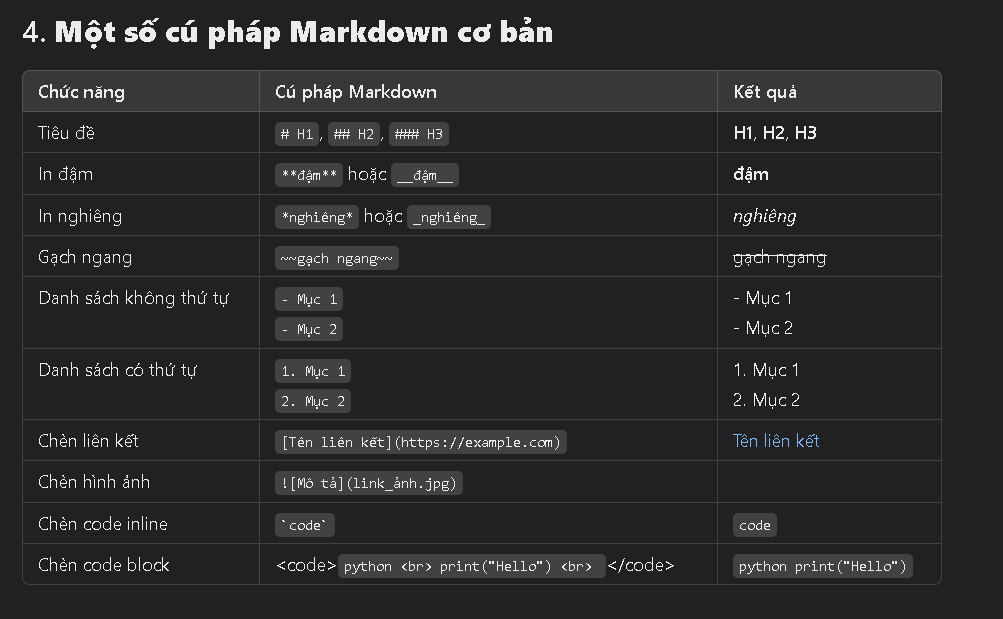 4. Một số cú pháp Markdown cơ bản
Chức năng Cú pháp Markdown Kết quả
Tiêu đề # H1, ## H2, ### H3 H1, H2, H3
In đậm **đậm** hoặc __đậm__ đậm
In nghiêng *nghiêng* hoặc _nghiêng_ nghiêng
Gạch ngang ~~gạch ngang~~ gạch ngang
Danh sách không thứ tự - Mục 1 - Mục 1
- Mục 2 - Mục 2
Danh sách có thứ tự 1. Mục 1 1. Mục 1
2. Mục 2 2. Mục 2
Chèn liên kết [Tên liên kết](https://example.com) Tên liên kết
Chèn hình ảnh ![Mô tả](link_ảnh.jpg)
Chèn code inline `code` code
Chèn code block <code> python <br> print("Hello") <br> </code> python print("Hello")